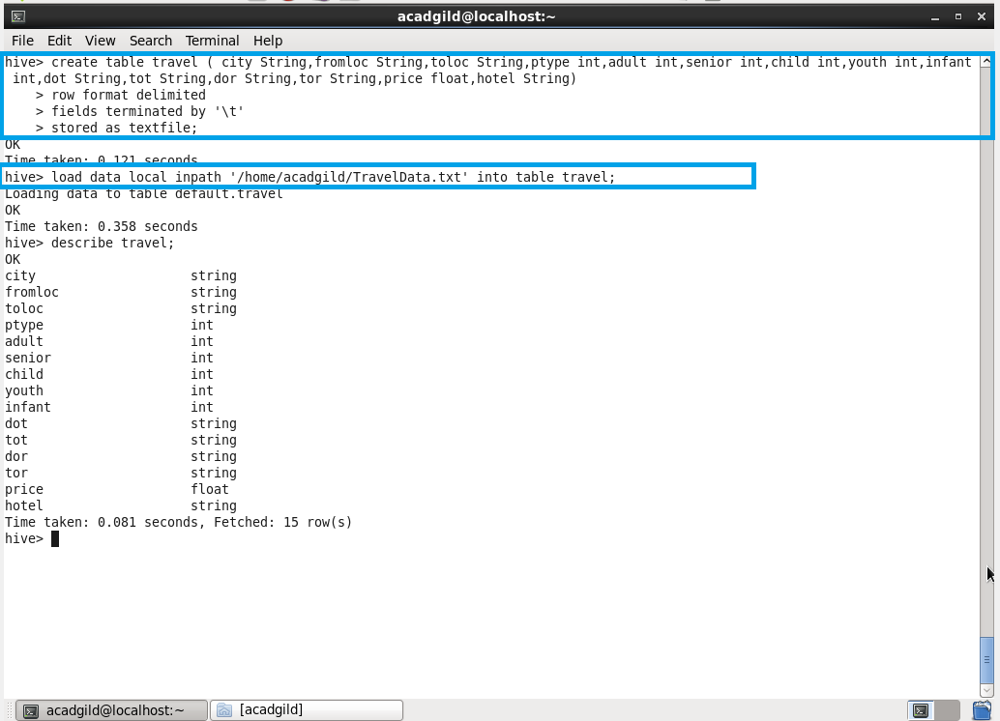 acadgild@localhost:~
File Edit View Search Terminal Help
hive> create table travel ( city String,fromloc String,toloc String,ptype int,adult int,senior int,child int,youth int,infant
 int,dot String,tot String,dor String,tor String,price float,hotel String)
    > row format delimited
    > fields terminated by '\t'
    > stored as textfile;
OK
Time taken: 0.121 seconds
hive> load data local inpath '/home/acadgild/TravelData.txt' into table travel;
Loading data to table default.travel
OK
Time taken: 0.358 seconds
hive> describe travel;
OK
city                    string
fromloc                 string
toloc                   string
ptype                   int
adult                   int
senior                  int
child                   int
youth                   int
infant                  int
dot                     string
tot                     string
dor                     string
tor                     string
price                   float
hotel                   string
Time taken: 0.081 seconds, Fetched: 15 row(s)
hive>
acadgild@localhost:~ [acadgild]